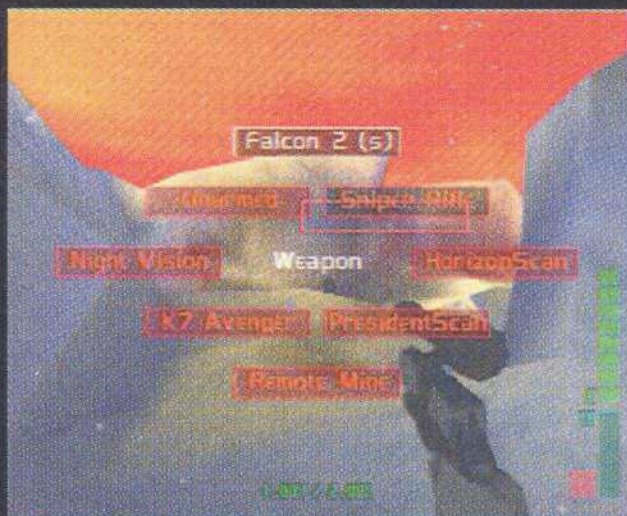 Falcon 2 (s)
Unarmed Sniper Rifle
Night Vision Weapon HorizonScan
K7 Avenger PresidentScan
Remote Mine